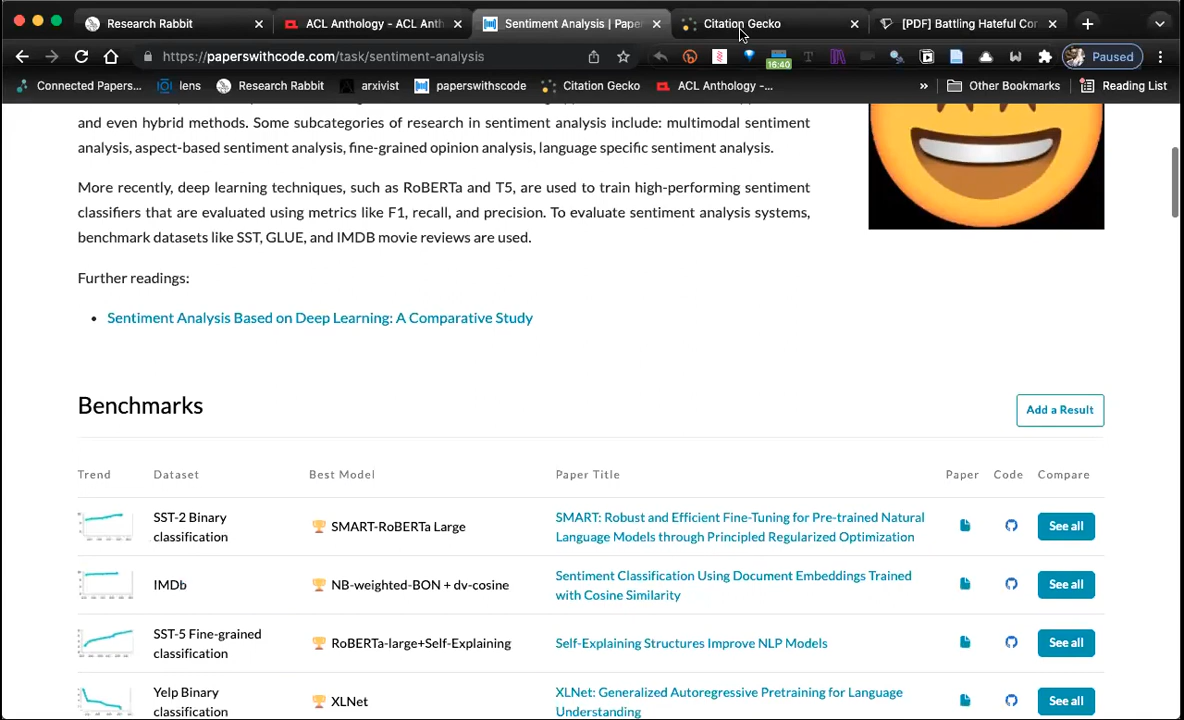 Research Rabbit
ACL Anthology - ACL Anth
Sentiment Analysis | Paper
Citation Gecko
[PDF] Battling Hateful Con
https://paperswithcode.com/task/sentiment-analysis
16:40
Paused
Connected Papers...
lens
Research Rabbit
arxivist
paperswithscode
Citation Gecko
ACL Anthology -...
»
Other Bookmarks
Reading List
and even hybrid methods. Some subcategories of research in sentiment analysis include: multimodal sentiment
analysis, aspect-based sentiment analysis, fine-grained opinion analysis, language specific sentiment analysis.
More recently, deep learning techniques, such as RoBERTa and T5, are used to train high-performing sentiment
classifiers that are evaluated using metrics like F1, recall, and precision. To evaluate sentiment analysis systems,
benchmark datasets like SST, GLUE, and IMDB movie reviews are used.
Further readings:
• Sentiment Analysis Based on Deep Learning: A Comparative Study
Benchmarks
Add a Result
Trend Dataset Best Model Paper Title Paper Code Compare
SST-2 Binary
classification
SMART-RoBERTa Large
SMART: Robust and Efficient Fine-Tuning for Pre-trained Natural
Language Models through Principled Regularized Optimization
See all
IMDb
NB-weighted-BON + dv-cosine
Sentiment Classification Using Document Embeddings Trained
with Cosine Similarity
See all
SST-5 Fine-grained
classification
RoBERTa-large+Self-Explaining
Self-Explaining Structures Improve NLP Models
See all
Yelp Binary
classification
XLNet
XLNet: Generalized Autoregressive Pretraining for Language
Understanding
See all